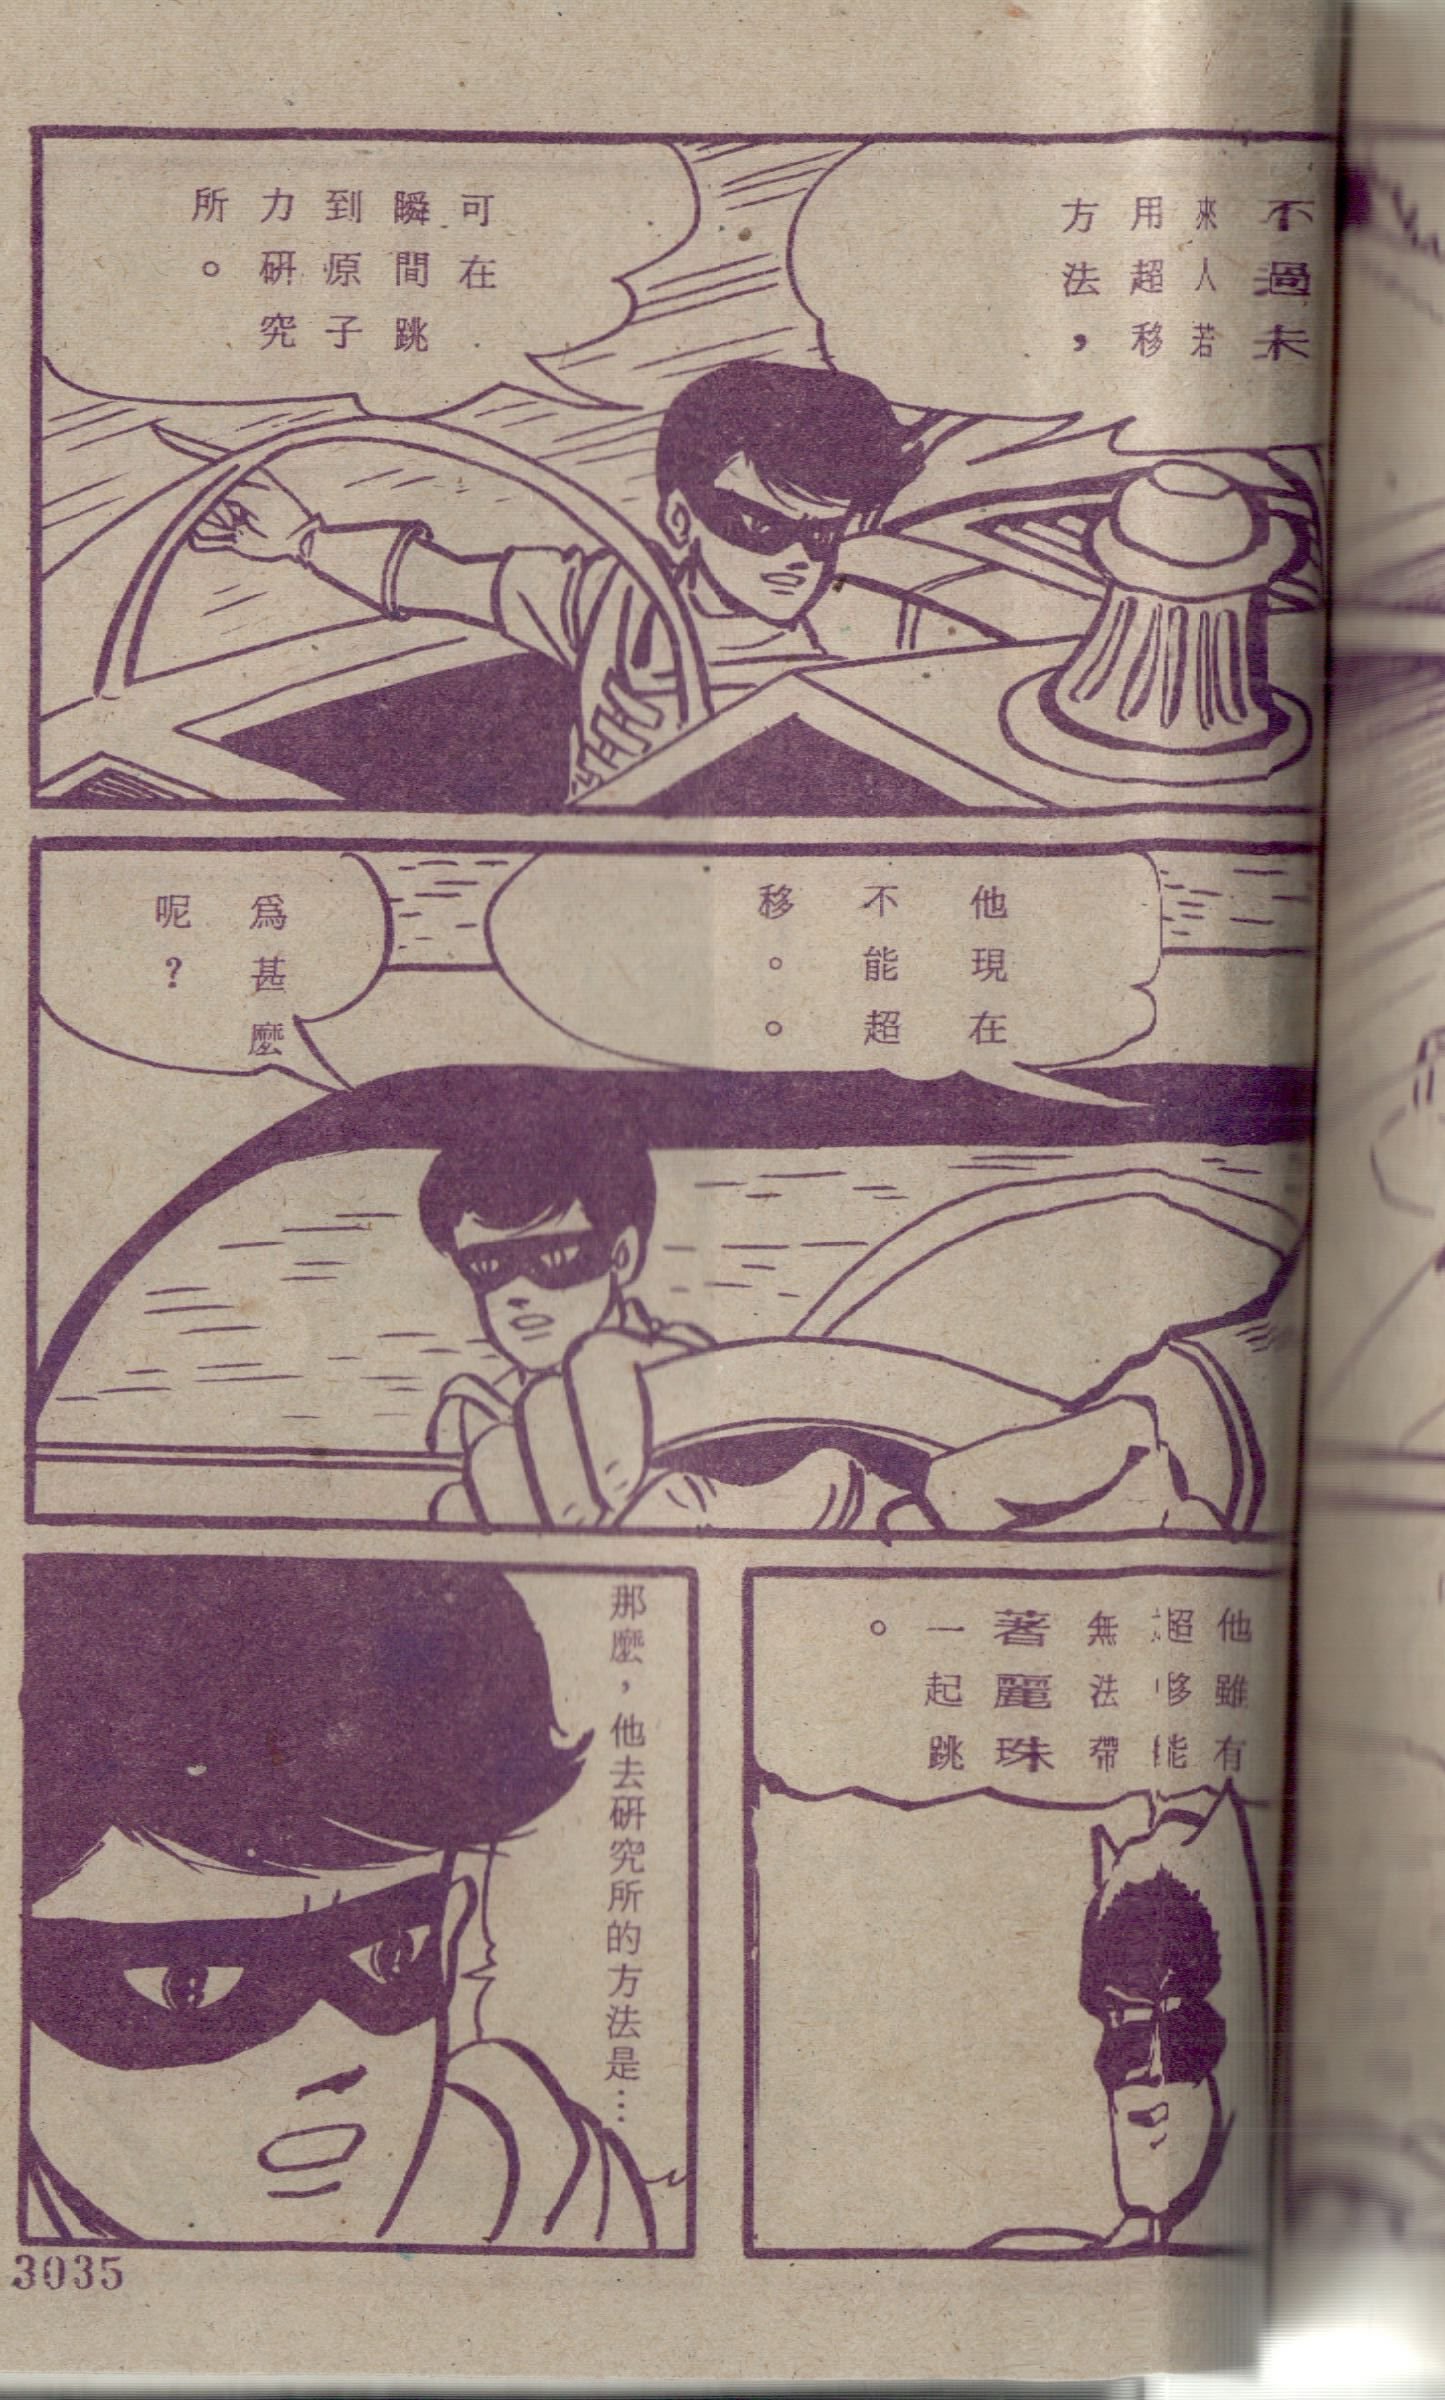 不過未
來人若
用超移
方法，
可在
瞬間跳
到原子
力研究
所。
他現在
不能超
移。。
爲甚麼
呢？
他雖有
超移能
無法帶
著麗珠
一起跳
。
那麼，他去研究所的方法是…
3035